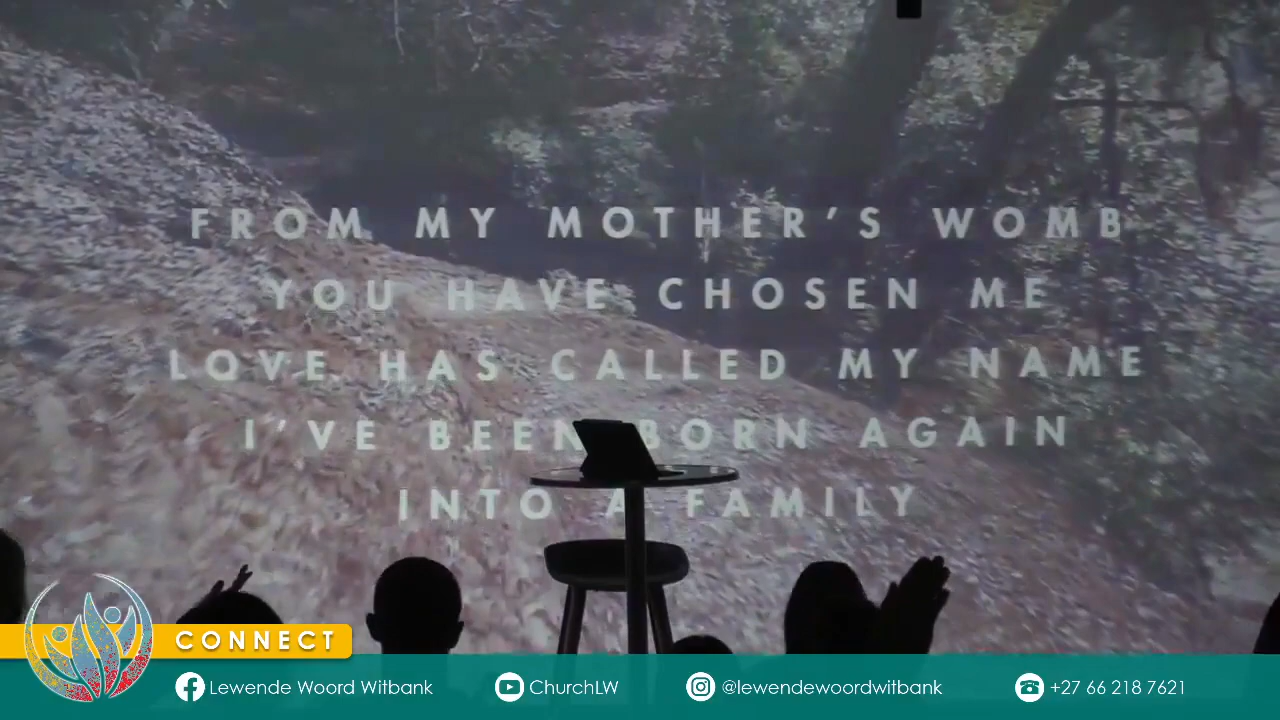 FROM MY MOTHER'S WOMB
YOU HAVE CHOSEN ME
LOVE HAS CALLED MY NAME
I'VE BEEN BORN AGAIN
INTO A FAMILY
CONNECT
Lewende Woord Witbank
ChurchLW
@lewendewoordwitbank
+27 66 218 7621